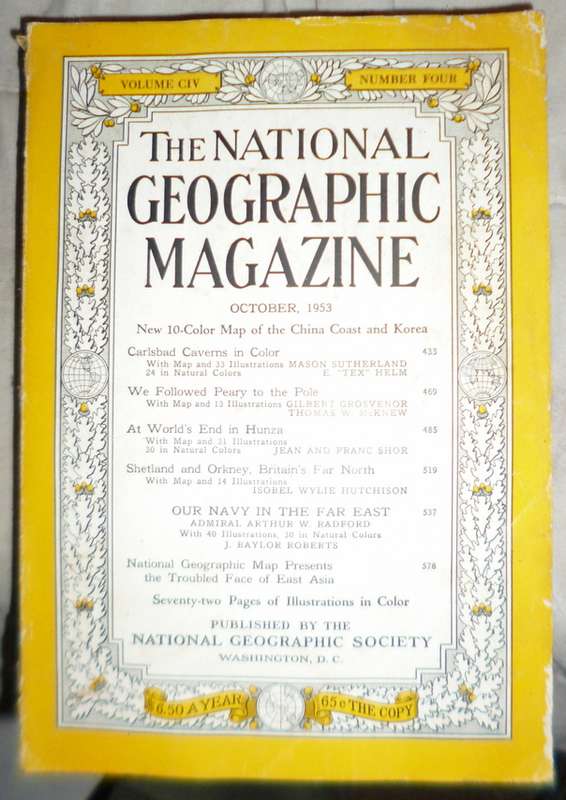 VOLUME CIV
NUMBER FOUR
THE NATIONAL
GEOGRAPHIC
MAGAZINE
OCTOBER, 1953
New 10-Color Map of the China Coast and Korea
Carlsbad Caverns in Color 433
With Map and 33 Illustrations MASON SUTHERLAND
24 in Natural Colors E. "TEX" HELM
We Followed Peary to the Pole 469
With Map and 13 Illustrations GILBERT GROSVENOR
THOMAS W. McKNEW
At World's End in Hunza 485
With Map and 31 Illustrations
30 in Natural Colors JEAN AND FRANC SHOR
Shetland and Orkney, Britain's Far North 519
With Map and 14 Illustrations
ISOBEL WYLIE HUTCHISON
OUR NAVY IN THE FAR EAST 537
ADMIRAL ARTHUR W. RADFORD
With 40 Illustrations, 30 in Natural Colors
J. BAYLOR ROBERTS
National Geographic Map Presents 578
the Troubled Face of East Asia
Seventy-two Pages of Illustrations in Color
PUBLISHED BY THE
NATIONAL GEOGRAPHIC SOCIETY
WASHINGTON, D. C.
$6.50 A YEAR
65¢ THE COPY